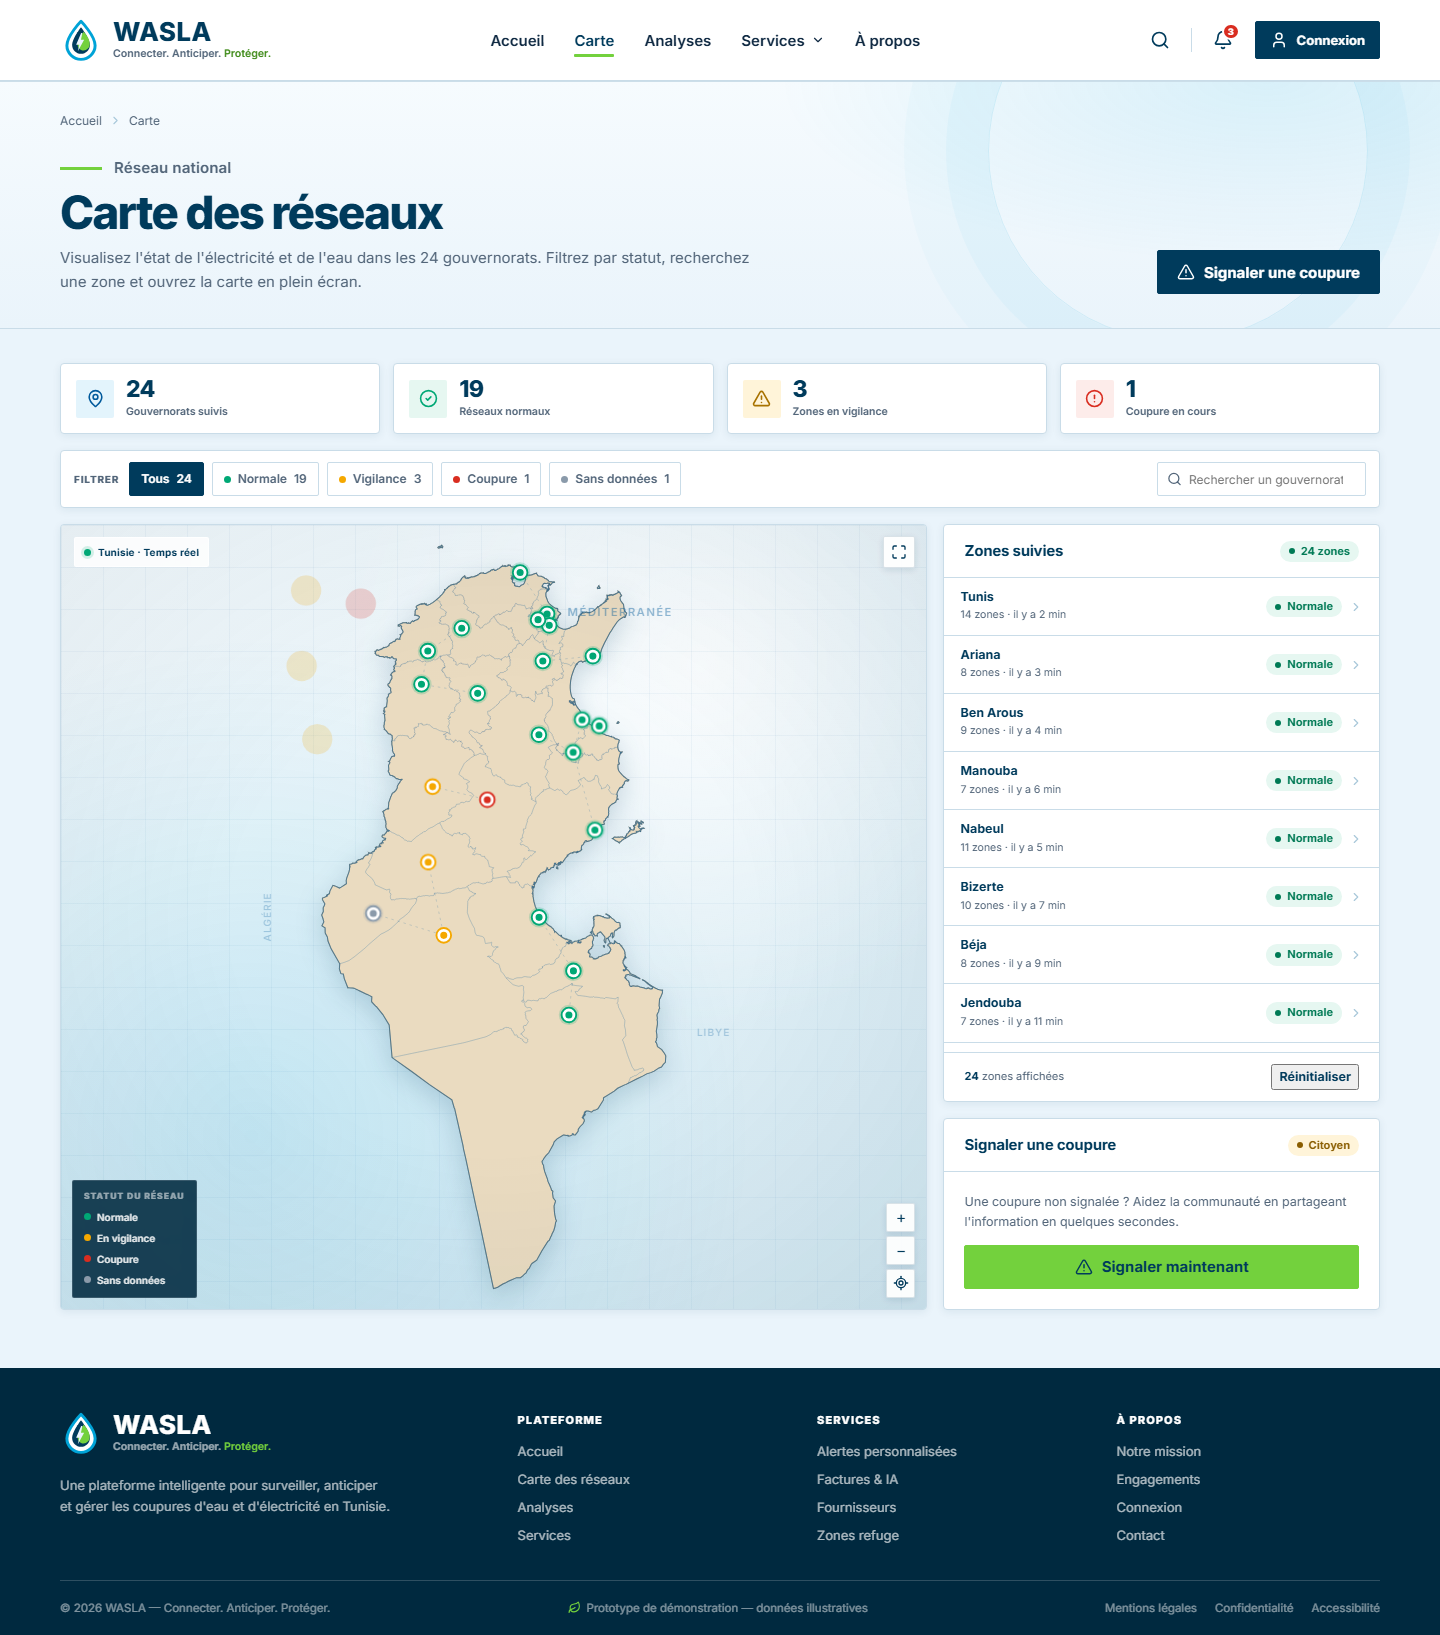 WASLA
Connecter. Anticiper. Protéger.
Accueil
Carte
Analyses
Services
À propos
3
Connexion
Accueil
Carte
Réseau national
Carte des réseaux
Visualisez l'état de l'électricité et de l'eau dans les 24 gouvernorats. Filtrez par statut, recherchez
une zone et ouvrez la carte en plein écran.
Signaler une coupure
24
Gouvernorats suivis
19
Réseaux normaux
3
Zones en vigilance
1
Coupure en cours
FILTRER
Tous 24
Normale 19
Vigilance 3
Coupure 1
Sans données 1
Rechercher un gouvernorat
Tunisie · Temps réel
MÉDITERRANÉE
ALGÉRIE
LIBYE
STATUT DU RÉSEAU
Normale
En vigilance
Coupure
Sans données
+
−
Zones suivies
24 zones
Tunis
14 zones · il y a 2 min
Normale
Ariana
8 zones · il y a 3 min
Normale
Ben Arous
9 zones · il y a 4 min
Normale
Manouba
7 zones · il y a 6 min
Normale
Nabeul
11 zones · il y a 5 min
Normale
Bizerte
10 zones · il y a 7 min
Normale
Béja
8 zones · il y a 9 min
Normale
Jendouba
7 zones · il y a 11 min
Normale
24 zones affichées
Réinitialiser
Signaler une coupure
Citoyen
Une coupure non signalée ? Aidez la communauté en partageant
l'information en quelques secondes.
Signaler maintenant
WASLA
Connecter. Anticiper. Protéger.
Une plateforme intelligente pour surveiller, anticiper
et gérer les coupures d'eau et d'électricité en Tunisie.
PLATEFORME
Accueil
Carte des réseaux
Analyses
Services
SERVICES
Alertes personnalisées
Factures & IA
Fournisseurs
Zones refuge
À PROPOS
Notre mission
Engagements
Connexion
Contact
© 2026 WASLA — Connecter. Anticiper. Protéger.
Prototype de démonstration — données illustratives
Mentions légales
Confidentialité
Accessibilité